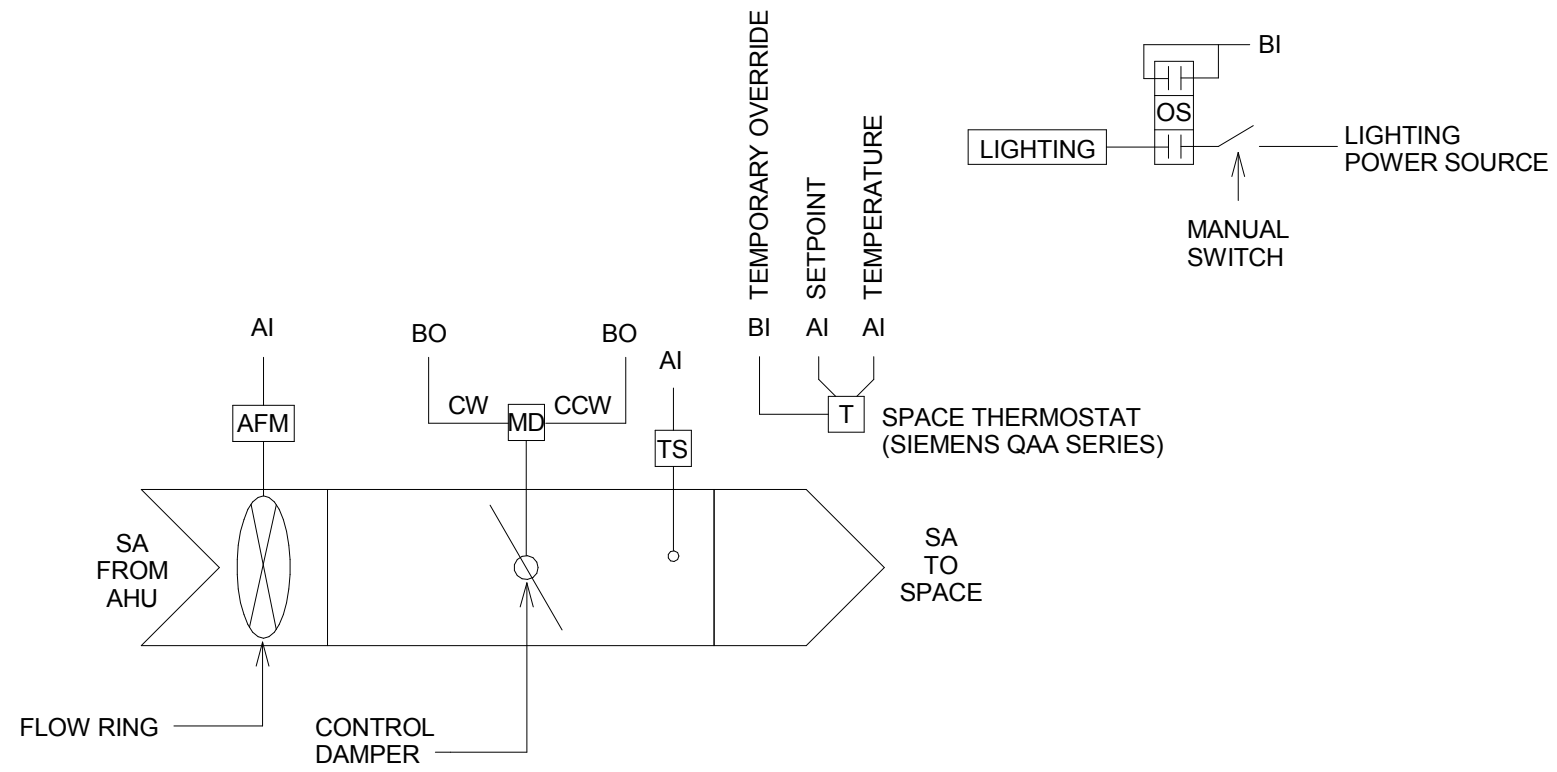 TEMPORARY OVERRIDE
SETPOINT
TEMPERATURE
BI
AI
AI
T
SPACE THERMOSTAT
(SIEMENS QAA SERIES)
BI
OS
LIGHTING
LIGHTING
POWER SOURCE
MANUAL
SWITCH
AI
AFM
BO
BO
CW
MD
CCW
AI
TS
SA
FROM
AHU
SA
TO
SPACE
FLOW RING
CONTROL
DAMPER